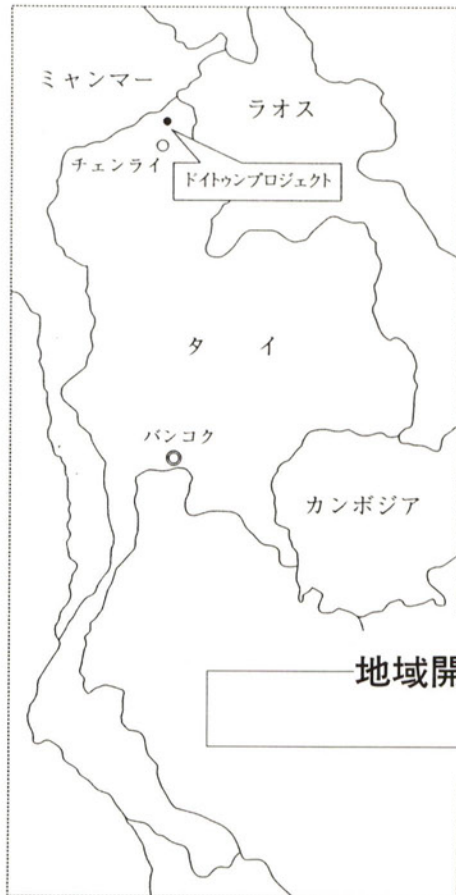 ミャンマー
ラオス
チェンライ
ドイトゥンプロジェクト
タイ
バンコク
カンボジア
地域開